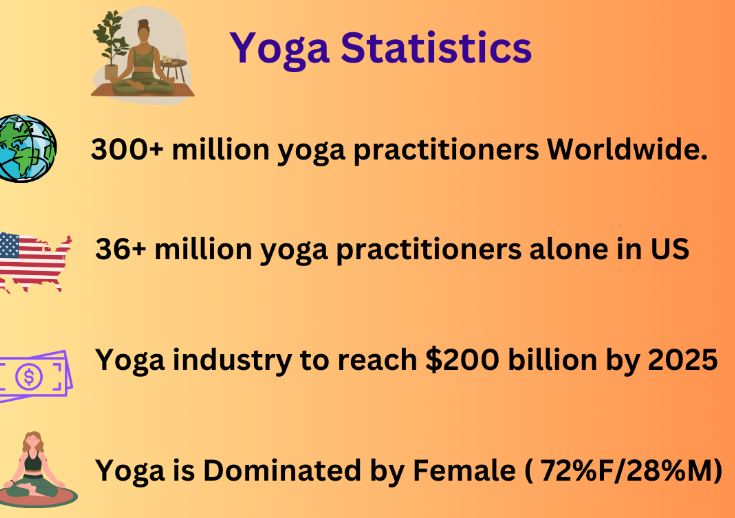 Yoga Statistics
300+ million yoga practitioners Worldwide.
36+ million yoga practitioners alone in US
Yoga industry to reach $200 billion by 2025
$
Yoga is Dominated by Female ( 72%F/28%M)